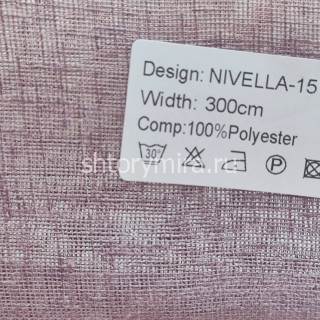 Design: NIVELLA-15
Width: 300cm
Comp:100%Polyester
shtorymira.ru
30°
P